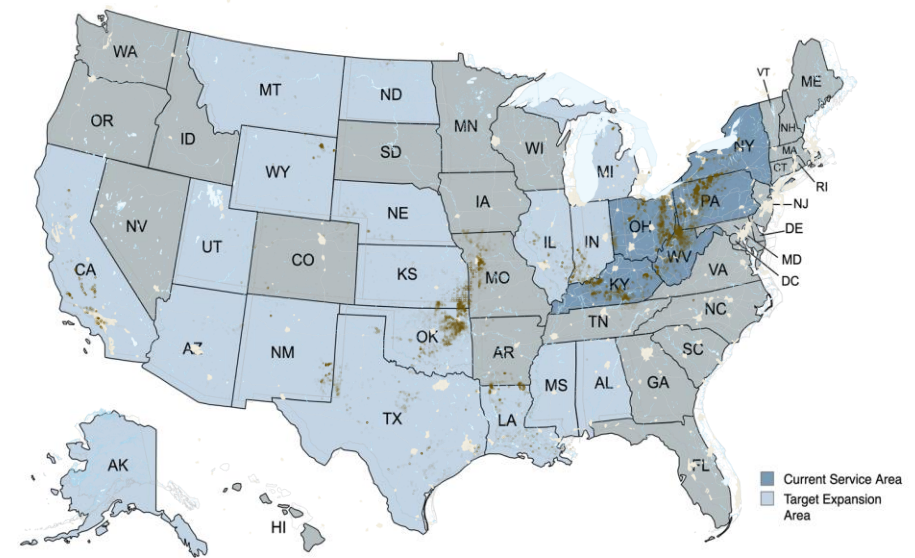 WA
MT
ND
MN
VT
ME
OR
ID
SD
WI
NH
WY
MI
NY
MA
CT
RI
IA
NE
PA
NJ
NV
UT
IL
IN
OH
DE
CO
CA
KS
MO
WV
MD
KY
VA
DC
NC
TN
AZ
NM
OK
AR
SC
MS
AL
GA
TX
LA
AK
FL
HI
Current Service Area
Target Expansion
Area